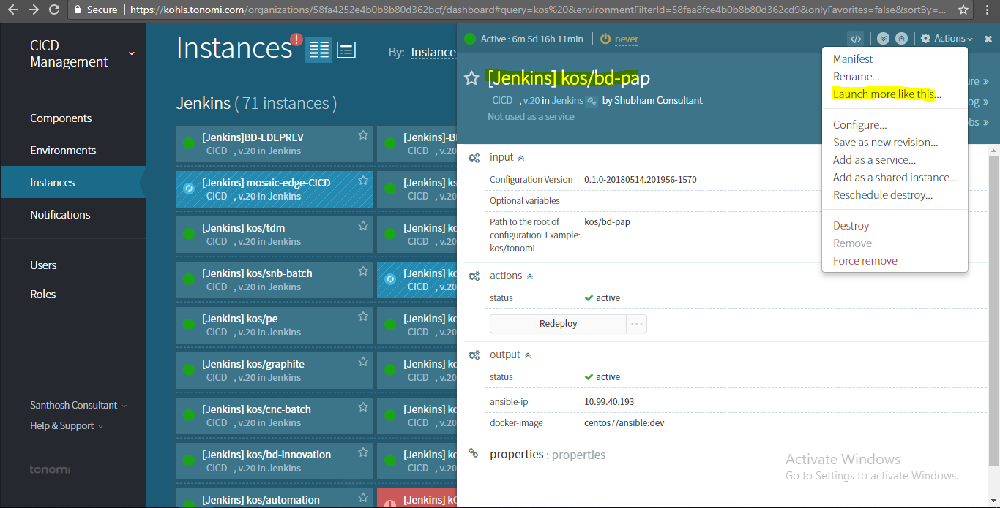 Secure
https://kohls.tonomi.com/organizations/58fa4252e4b0b8b80d362bcf/dashboard#query=kos%20&environmentFilterId=58faa8fce4b0b8b80d362cd9&onlyFavorites=false&sortBy=...
CICD
Management
Components
Environments
Instances
Notifications
Users
Roles
Santhosh Consultant
Help & Support
tonomi
Instances
By: Instance
Jenkins ( 71 instances )
[Jenkins]BD-EDEPREV
CICD , v.20 in Jenkins
[Jenkins] mosaic-edge-CICD
CICD , v.20 in Jenkins
[Jenkins] kos/tdm
CICD , v.20 in Jenkins
[Jenkins] kos/snb-batch
CICD , v.20 in Jenkins
[Jenkins] kos/pe
CICD , v.20 in Jenkins
[Jenkins] kos/graphite
CICD , v.20 in Jenkins
[Jenkins] kos/cnc-batch
CICD , v.20 in Jenkins
[Jenkins] kos/bd-innovation
CICD , v.20 in Jenkins
[Jenkins] kos/automation
[Jenkins]-B
CICD , v.20
[Jenkins] ks
CICD , v.20
[Jenkins] ko
CICD , v.20
[Jenkins] ko
CICD , v.20
[Jenkins] ko
CICD , v.20
[Jenkins] ko
CICD , v.20
[Jenkins] ko
CICD , v.20
[Jenkins] ko
CICD , v.20
[Jenkins] kO
Active : 6m 5d 16h 11min
never
</>
Actions
[Jenkins] kos/bd-pap
CICD , v.20 in Jenkins by Shubham Consultant
Not used as a service
ure »
og »
bs »
Manifest
Rename...
Launch more like this...
Configure...
Save as new revision...
Add as a service...
Add as a shared instance...
Reschedule destroy...
Destroy
Remove
Force remove
input
Configuration Version 0.1.0-20180514.201956-1570
Optional variables
Path to the root of kos/bd-pap
configuration. Example:
kos/tonomi
actions
status active
Redeploy ...
output
status active
ansible-ip 10.99.40.193
docker-image centos7/ansible:dev
properties : properties
Activate Windows
Go to Settings to activate Windows.